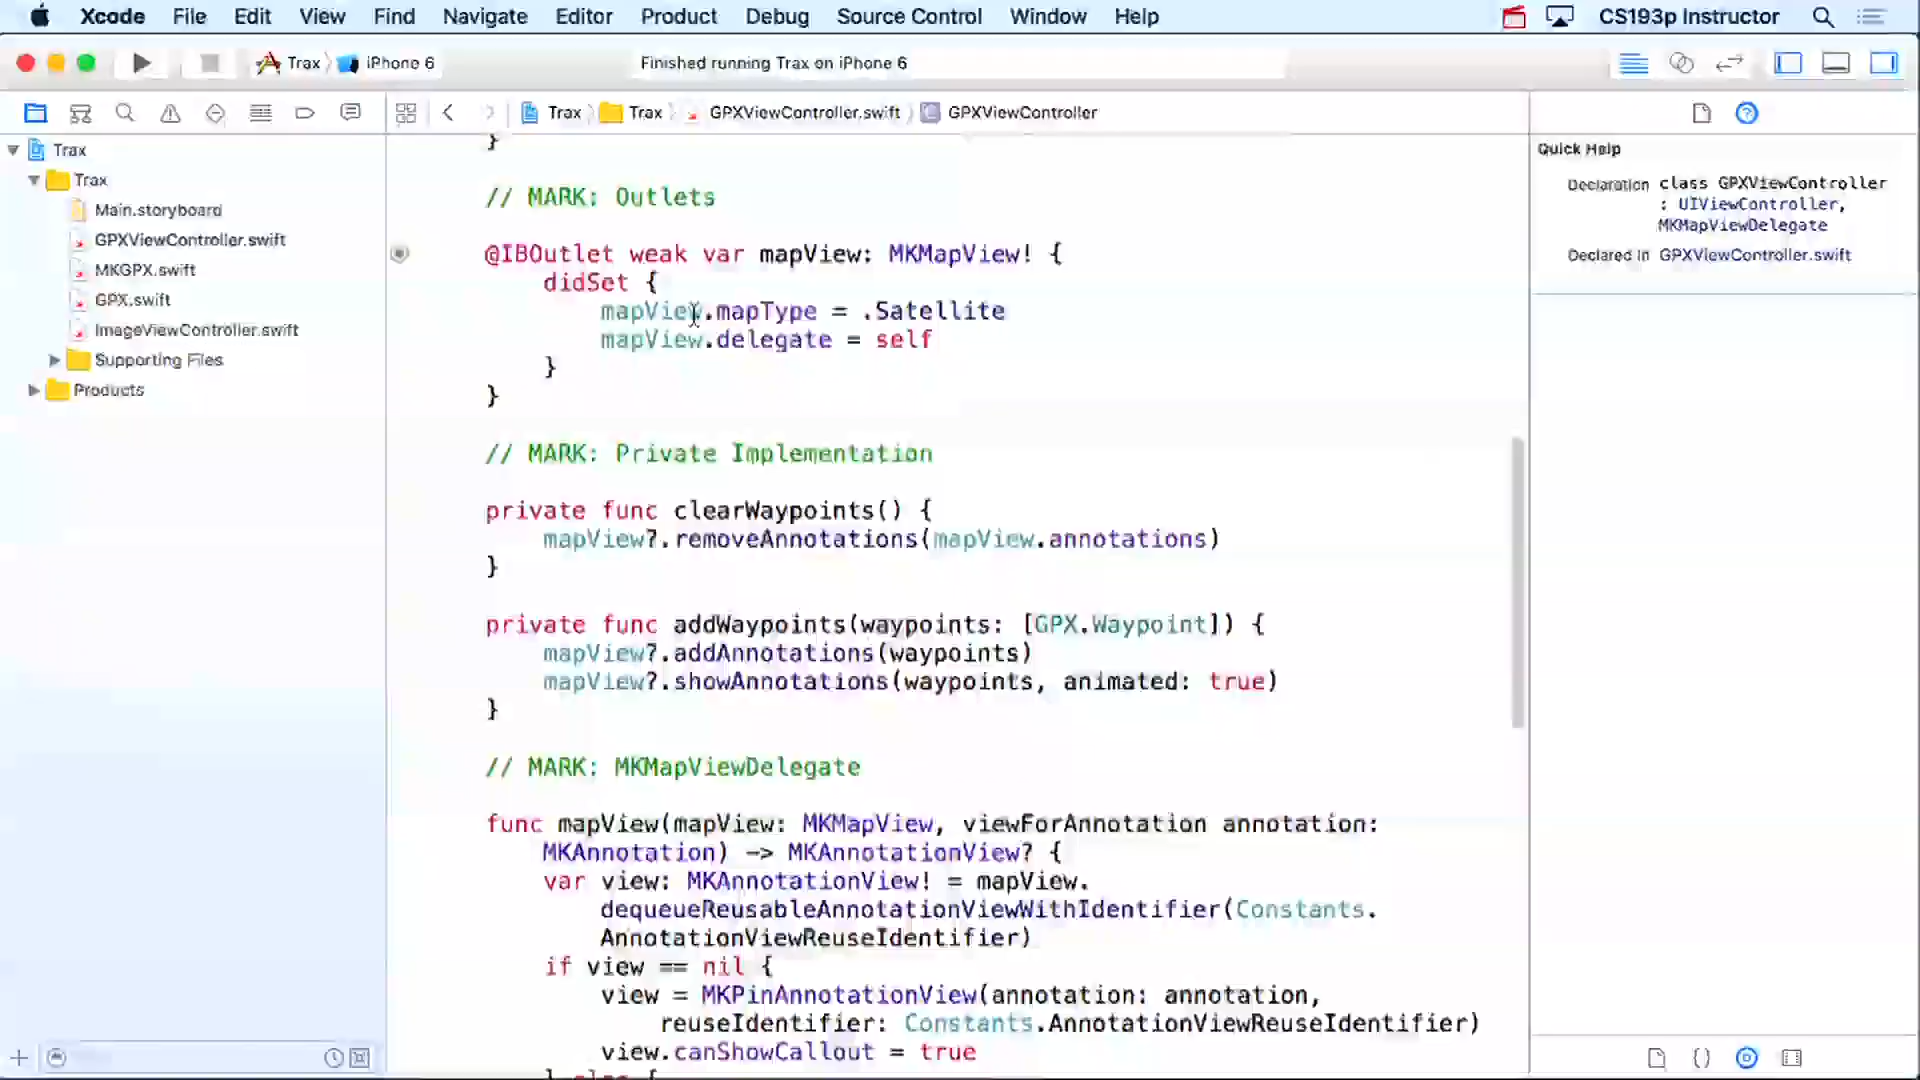 Xcode File Edit View Find Navigate Editor Product Debug Source Control Window Help CS193p Instructor
Trax iPhone 6 Finished running Trax on iPhone 6
Trax Trax GPXViewController.swift GPXViewController
Trax
Trax
Main.storyboard
GPXViewController.swift
MKGPX.swift
GPX.swift
ImageViewController.swift
Supporting Files
Products
}
// MARK: Outlets
@IBOutlet weak var mapView: MKMapView! {
didSet {
mapView.mapType = .Satellite
mapView.delegate = self
}
}
// MARK: Private Implementation
private func clearWaypoints() {
mapView?.removeAnnotations(mapView.annotations)
}
private func addWaypoints(waypoints: [GPX.Waypoint]) {
mapView?.addAnnotations(waypoints)
mapView?.showAnnotations(waypoints, animated: true)
}
// MARK: MKMapViewDelegate
func mapView(mapView: MKMapView, viewForAnnotation annotation:
MKAnnotation) -> MKAnnotationView? {
var view: MKAnnotationView! = mapView.
dequeueReusableAnnotationViewWithIdentifier(Constants.
AnnotationViewReuseIdentifier)
if view == nil {
view = MKPinAnnotationView(annotation: annotation,
reuseIdentifier: Constants.AnnotationViewReuseIdentifier)
view.canShowCallout = true
} else {
Quick Help
Declaration class GPXViewController
: UIViewController,
MKMapViewDelegate
Declared In GPXViewController.swift